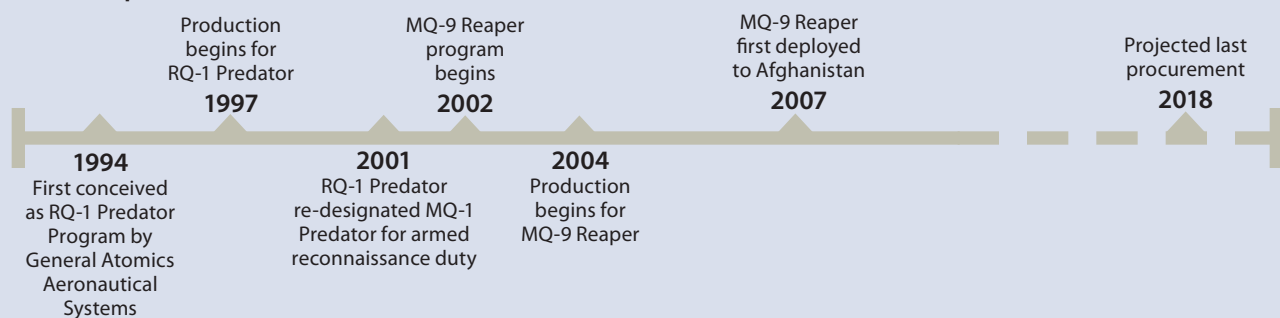 Production
begins for
RQ-1 Predator
1997
MQ-9 Reaper
program
begins
2002
MQ-9 Reaper
first deployed
to Afghanistan
2007
Projected last
procurement
2018
1994
First conceived
as RQ-1 Predator
Program by
General Atomics
Aeronautical
Systems
2001
RQ-1 Predator
re-designated MQ-1
Predator for armed
reconnaissance duty
2004
Production
begins for
MQ-9 Reaper